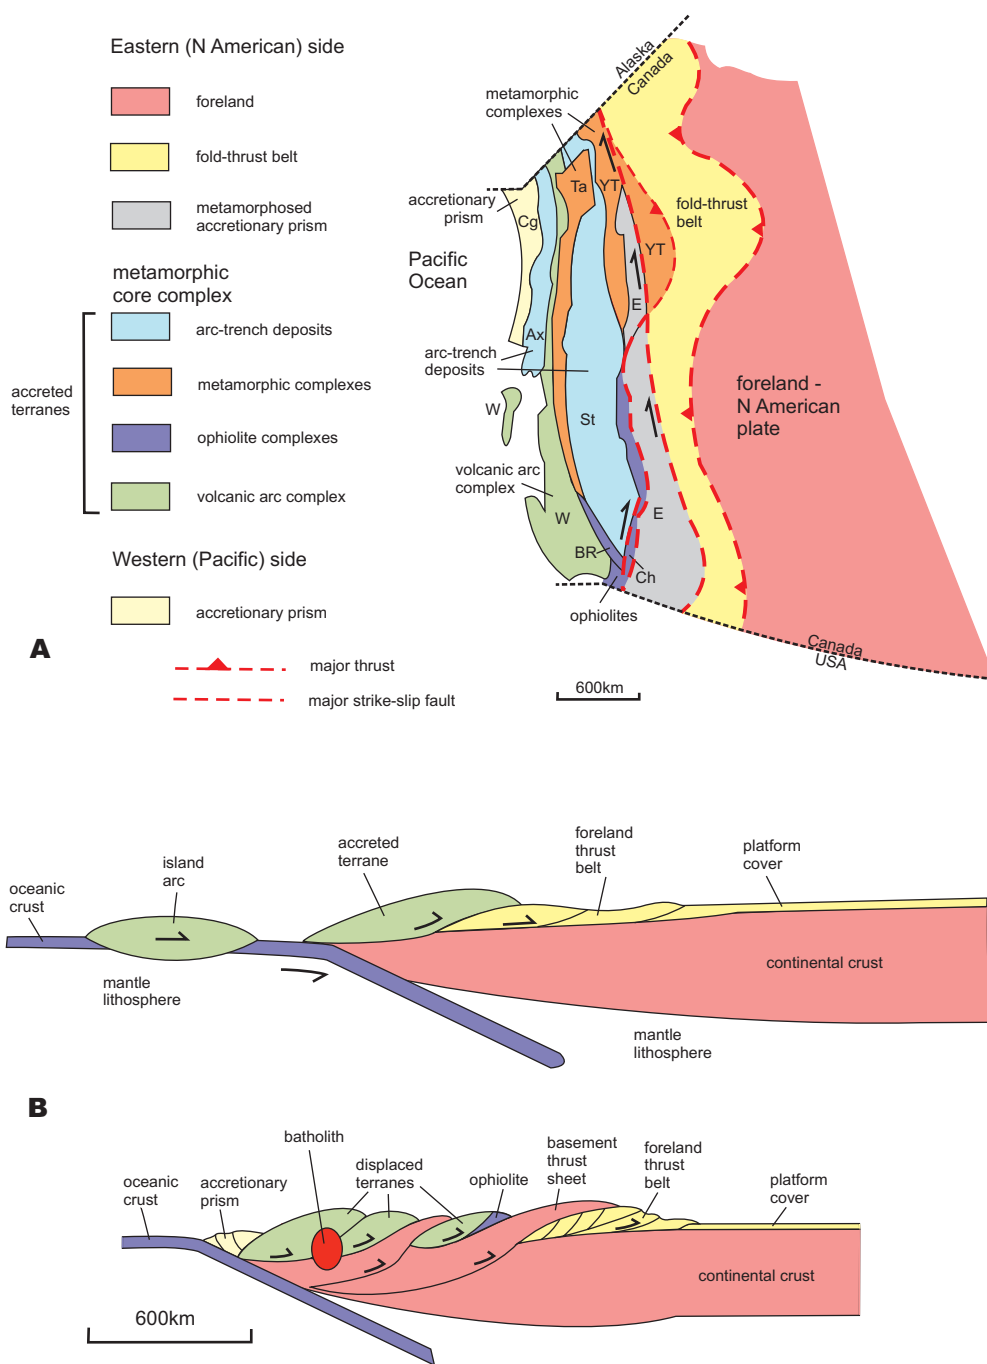 Eastern (N American) side
foreland
fold-thrust belt
metamorphosed
accretionary prism
metamorphic
core complex
arc-trench deposits
accreted
terranes
metamorphic complexes
ophiolite complexes
volcanic arc complex
Western (Pacific) side
accretionary prism
A
major thrust
major strike-slip fault
Alaska
Canada
metamorphic
complexes
accretionary
prism
Cg
Ta
YT
YT
fold-thrust
belt
Pacific
Ocean
E
Ax
arc-trench
deposits
foreland -
N American
plate
W
St
volcanic arc
complex
W
E
BR
Ch
ophiolites
Canada
USA
600km
oceanic
crust
island
arc
accreted
terrane
foreland
thrust
belt
platform
cover
mantle
lithosphere
continental crust
mantle
lithosphere
B
oceanic
crust
accretionary
prism
batholith
displaced
terranes
ophiolite
basement
thrust
sheet
foreland
thrust
belt
platform
cover
continental crust
600km